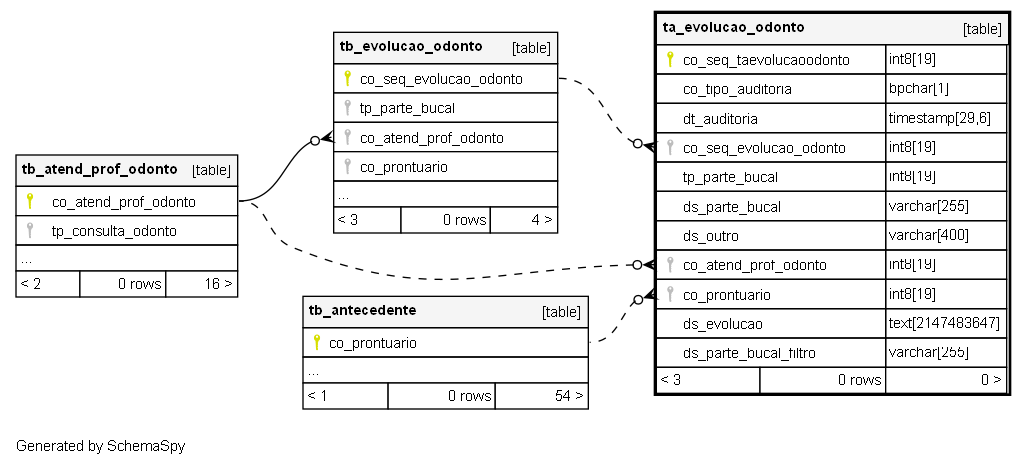 tb_atend_prof_odonto [table]
co_atend_prof_odonto
tp_consulta_odonto
...
< 2 0 rows 16 >
tb_evolucao_odonto [table]
co_seq_evolucao_odonto
tp_parte_bucal
co_atend_prof_odonto
co_prontuario
...
< 3 0 rows 4 >
tb_antecedente [table]
co_prontuario
...
< 1 0 rows 54 >
ta_evolucao_odonto [table]
co_seq_taevolucaoodonto int8[19]
co_tipo_auditoria bpchar[1]
dt_auditoria timestamp[29,6]
co_seq_evolucao_odonto int8[19]
tp_parte_bucal int8[19]
ds_parte_bucal varchar[255]
ds_outro varchar[400]
co_atend_prof_odonto int8[19]
co_prontuario int8[19]
ds_evolucao text[2147483647]
ds_parte_bucal_filtro varchar[255]
< 3 0 rows 0 >
Generated by SchemaSpy